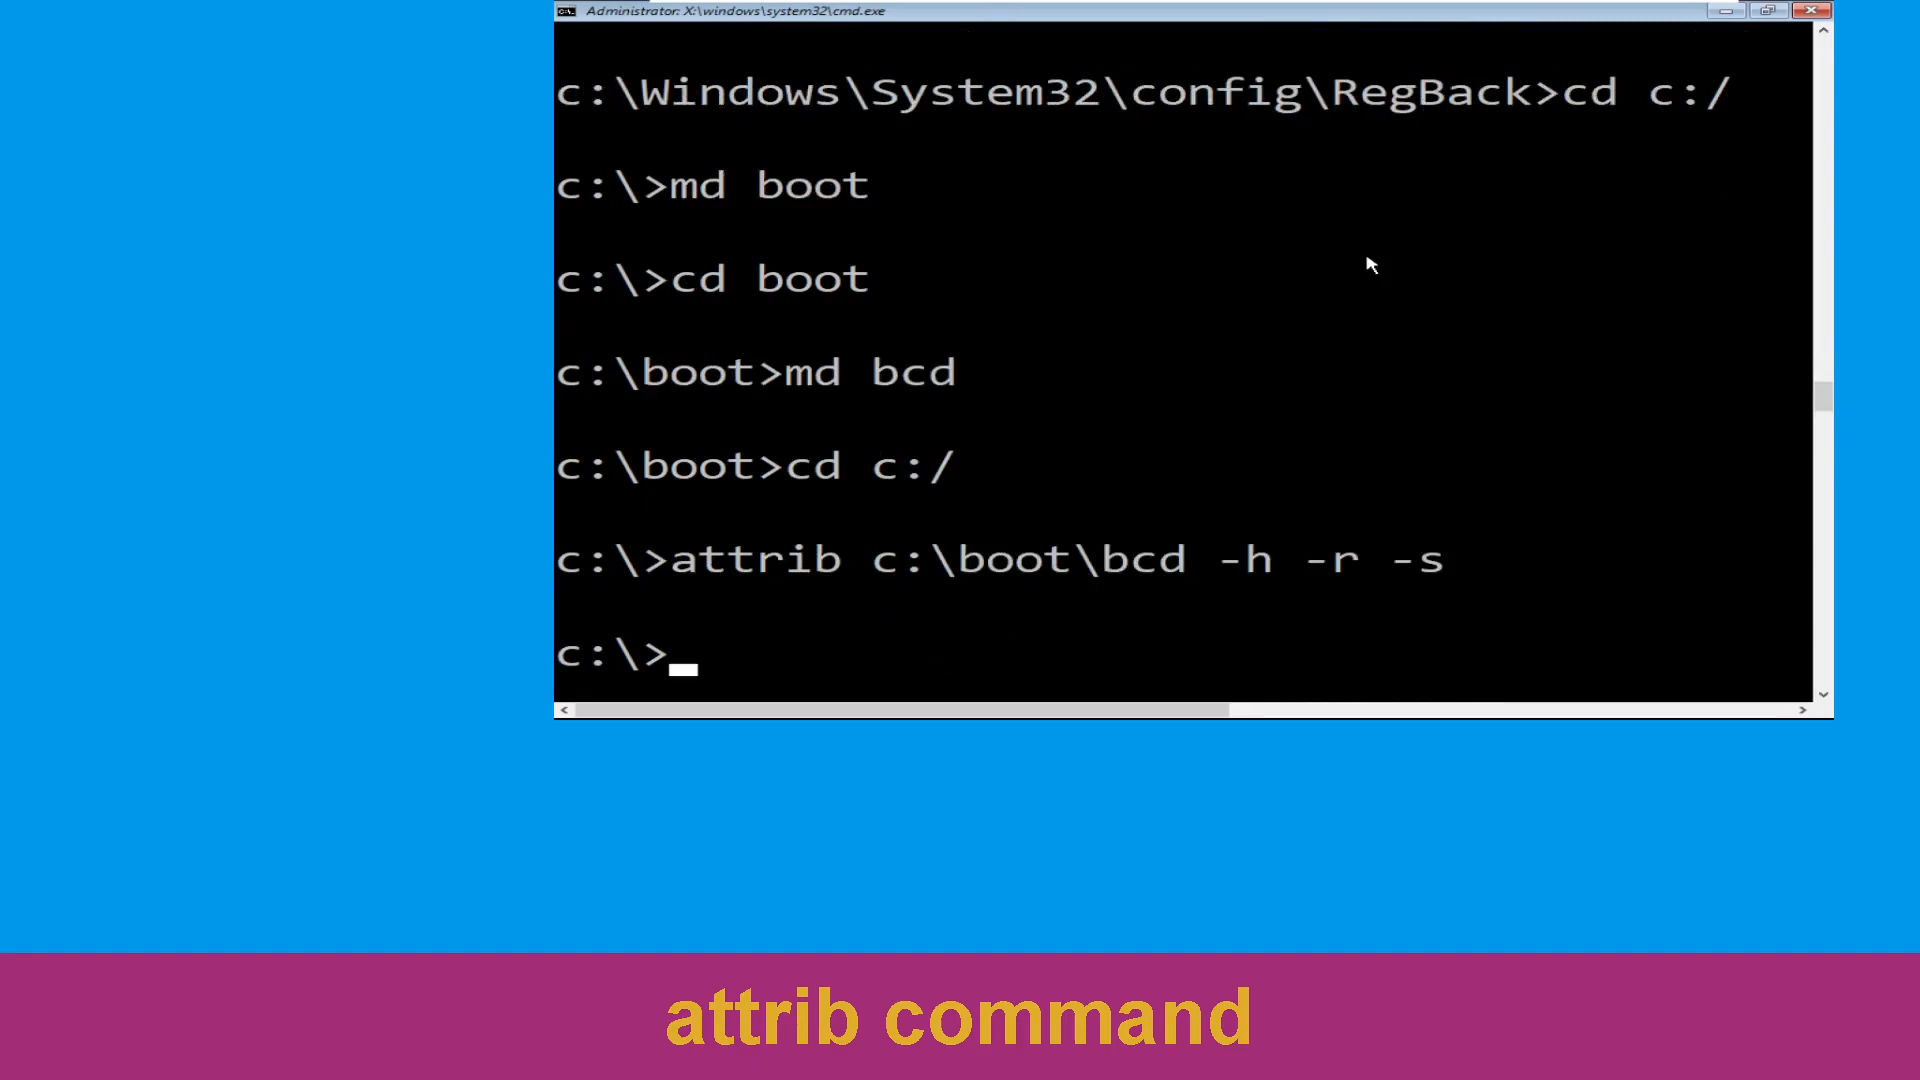 Administrator: X:\windows\system32\cmd.exe
c:\Windows\System32\config\RegBack>cd c:/
c:\>md boot
c:\>cd boot
c:\boot>md bcd
c:\boot>cd c:/
c:\>attrib c:\boot\bcd -h -r -s
c:\>
attrib command